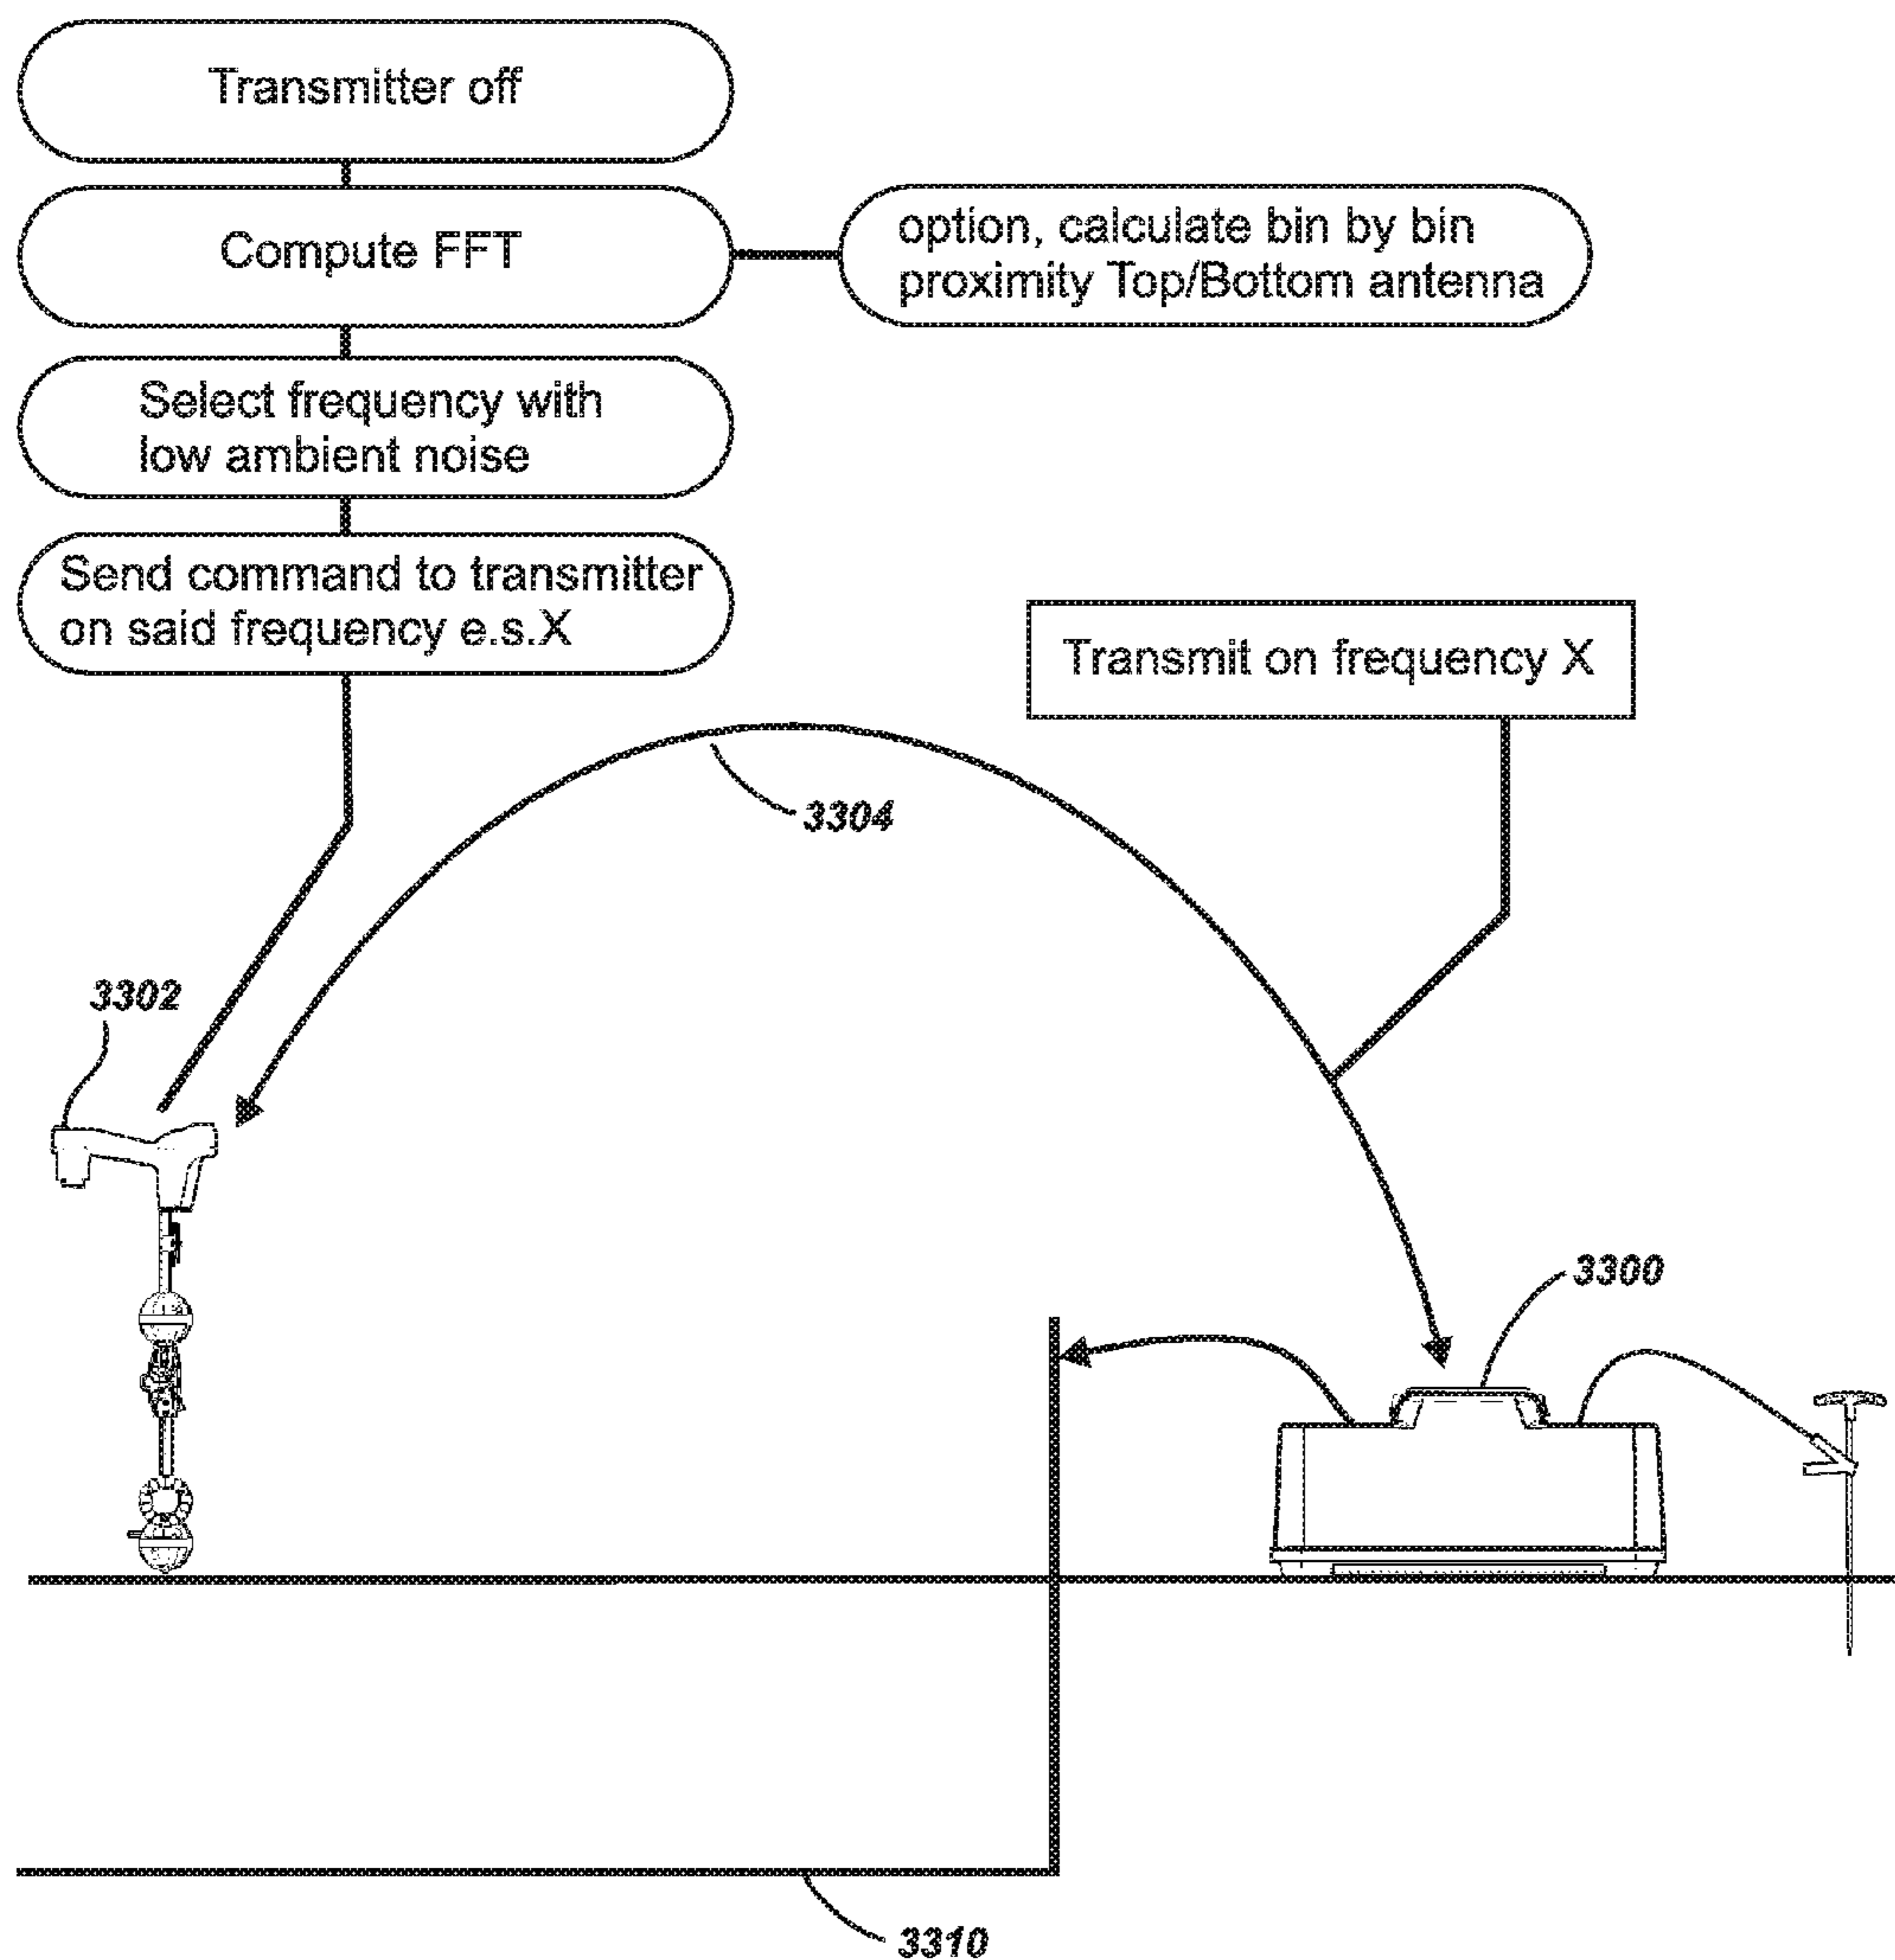 Transmitter off
Compute FFT
option, calculate bin by bin
proximity Top/Bottom antenna
Select frequency with
low ambient noise
Send command to transmitter
on said frequency e.s.X
Transmit on frequency X
3304
3302
3300
3310